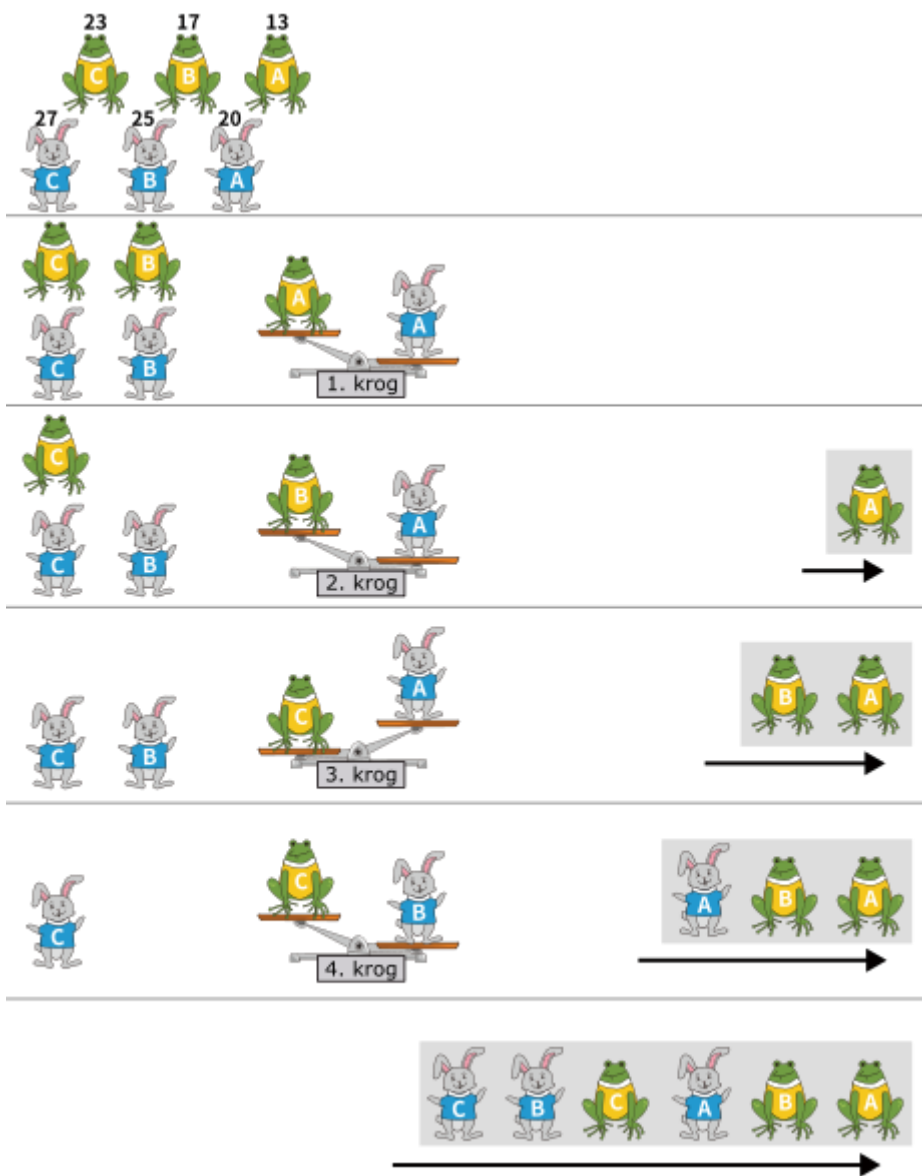 23 17 13
C B A
27 25 20
C B A
C B
A A
C B
1. krog
C
B A A
C B
2. krog
A
C B
C A
3. krog
B A
C
C B
4. krog
A B A
C B C A B A